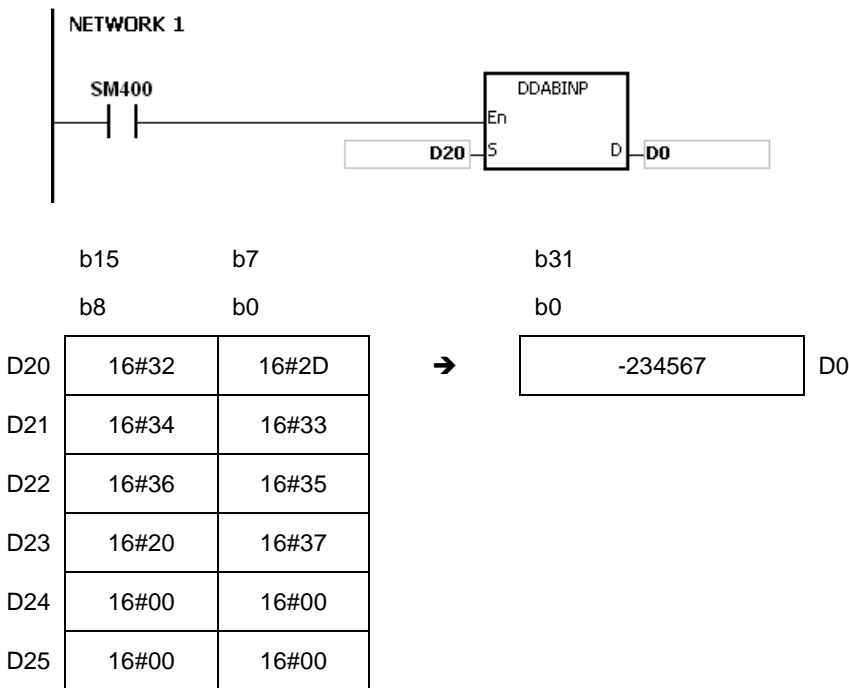 NETWORK 1
SM400
DDABINP
En
D20 S D D0
b15 b7 b31
b8 b0 b0
D20 16#32 16#2D ➔ -234567 D0
D21 16#34 16#33
D22 16#36 16#35
D23 16#20 16#37
D24 16#00 16#00
D25 16#00 16#00